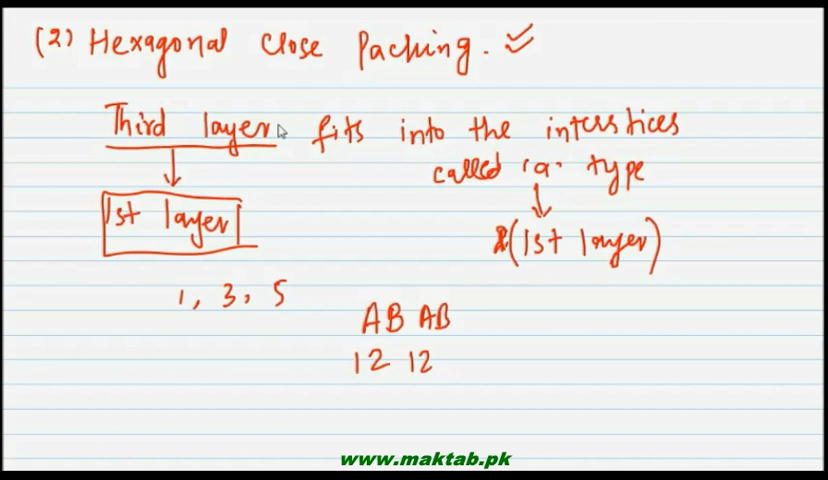 (2) Hexagonal Close Packing.
Third layer fits into the interstices
called 'a' type
1st layer
(1st layer)
1, 3, 5
AB AB
12 12
www.maktab.pk